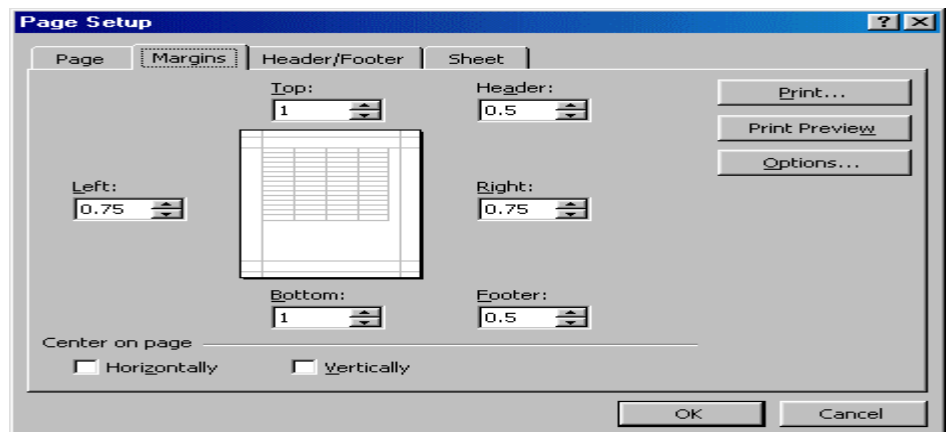 Page Setup
Page Margins Header/Footer Sheet
Top: Header: Print...
1 0.5
Print Preview
Options...
Left: Right:
0.75 0.75
Bottom: Footer:
1 0.5
Center on page
Horizontally Vertically
OK Cancel